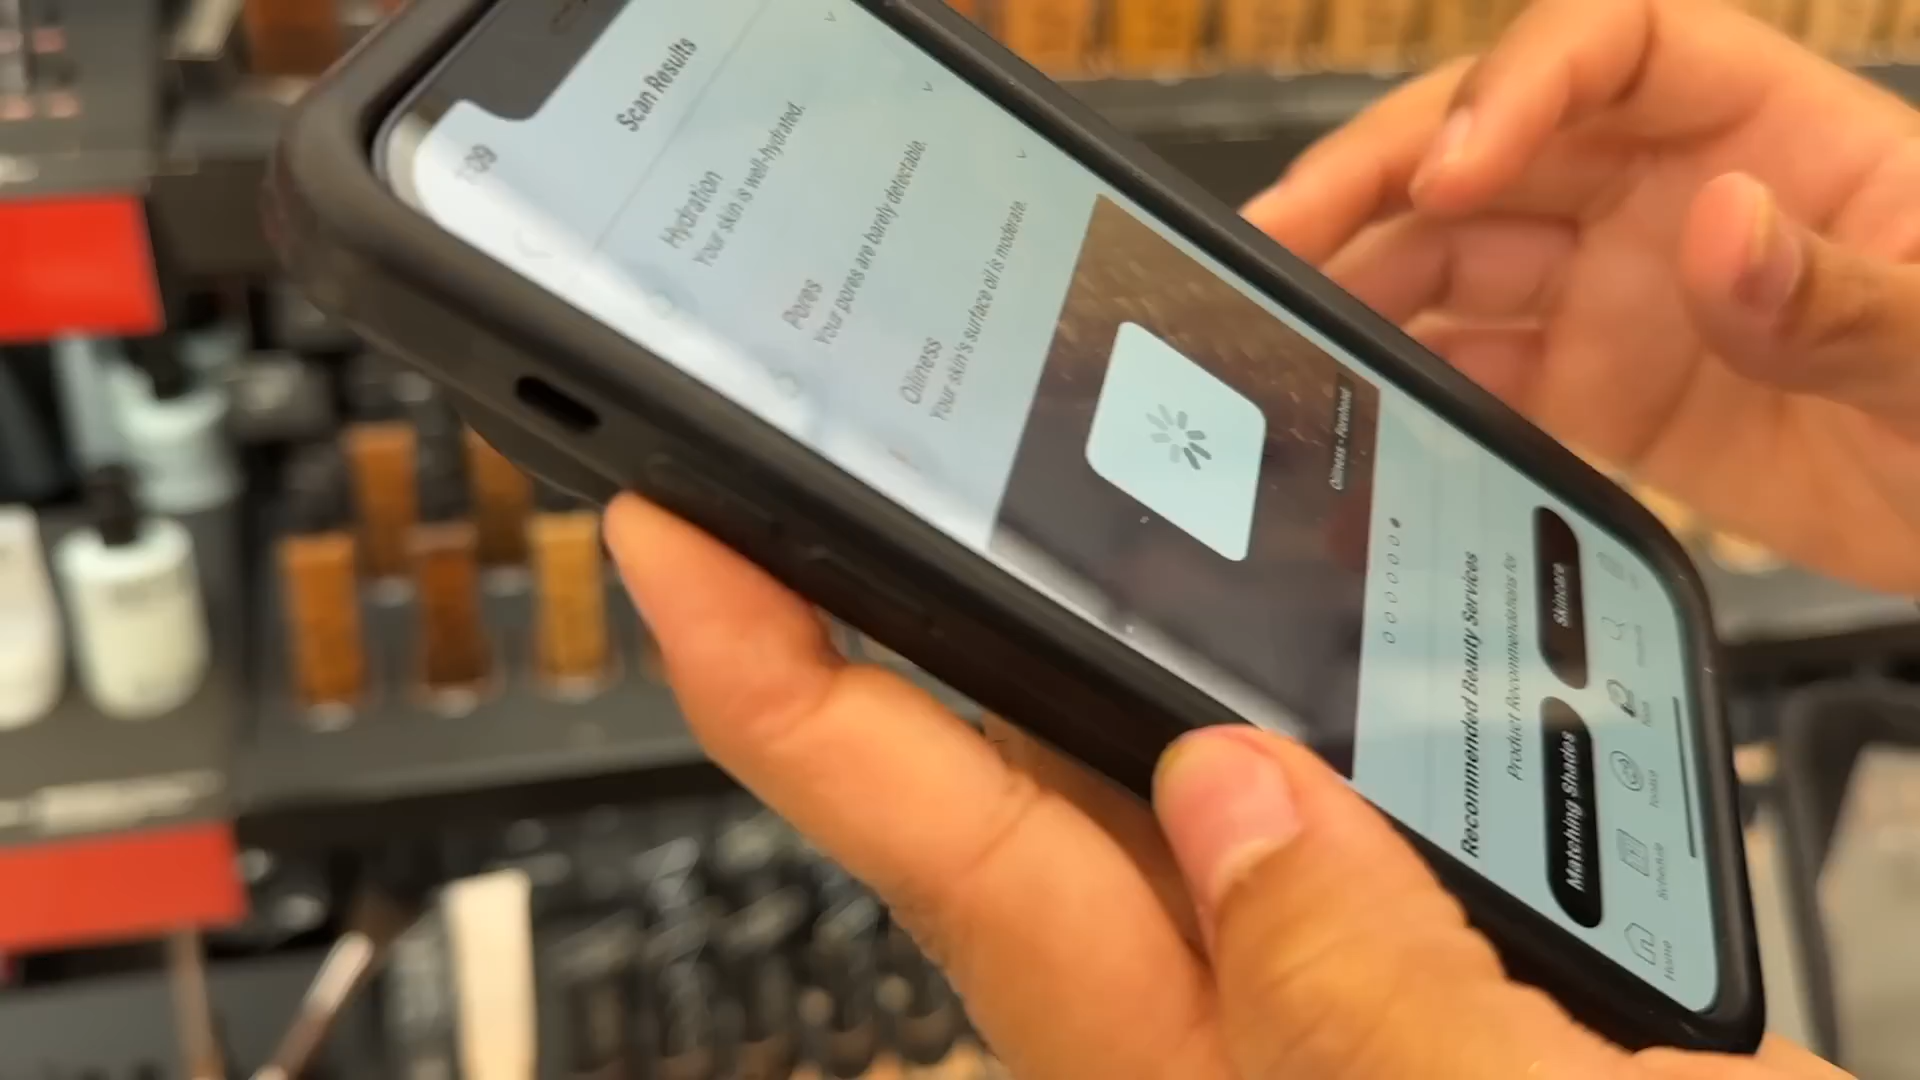 Scan Results
Hydration
Your skin is well-hydrated.
Pores
Your pores are barely detectable.
Oiliness
Your skin's surface oil is moderate.
Oiliness - Forehead
Recommended Beauty Services
Product Recommendations for
Matching Shades
Skincare
Home
Schedule